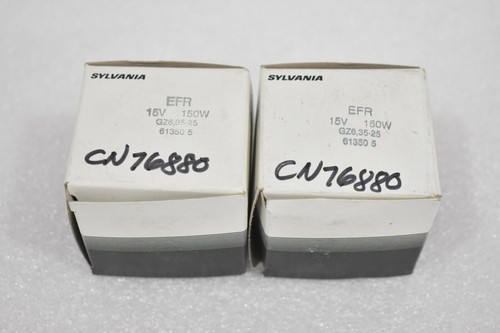 SYLVANIA
EFR
15V 150W
GZ6,35-25
61350 5
CN76880
SYLVANIA
EFR
15V 150W
GZ6,35-25
61350 5
CN76880